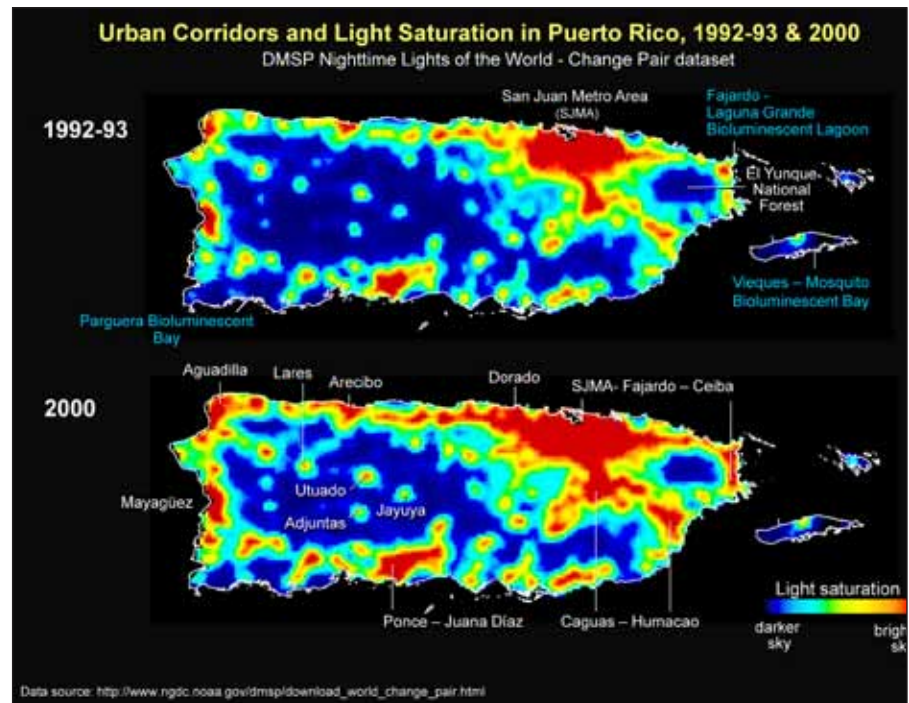 Urban Corridors and Light Saturation in Puerto Rico, 1992-93 & 2000
DMSP Nighttime Lights of the World - Change Pair dataset
1992-93
San Juan Metro Area
(SJMA)
Fajardo -
Laguna Grande
Bioluminescent Lagoon
El Yunque-
National
Forest
Vieques – Mosquito
Bioluminescent Bay
Parguera Bioluminescent
Bay
2000
Aguadilla
Lares
Arecibo
Dorado
SJMA- Fajardo – Ceiba
Mayagüez
Utuado
Jayuya
Adjuntas
Ponce – Juana Díaz
Caguas – Humacao
Light saturation
darker
sky
Data source: http://www.ngdc.noaa.gov/dmsp/download_world_change_pair.html